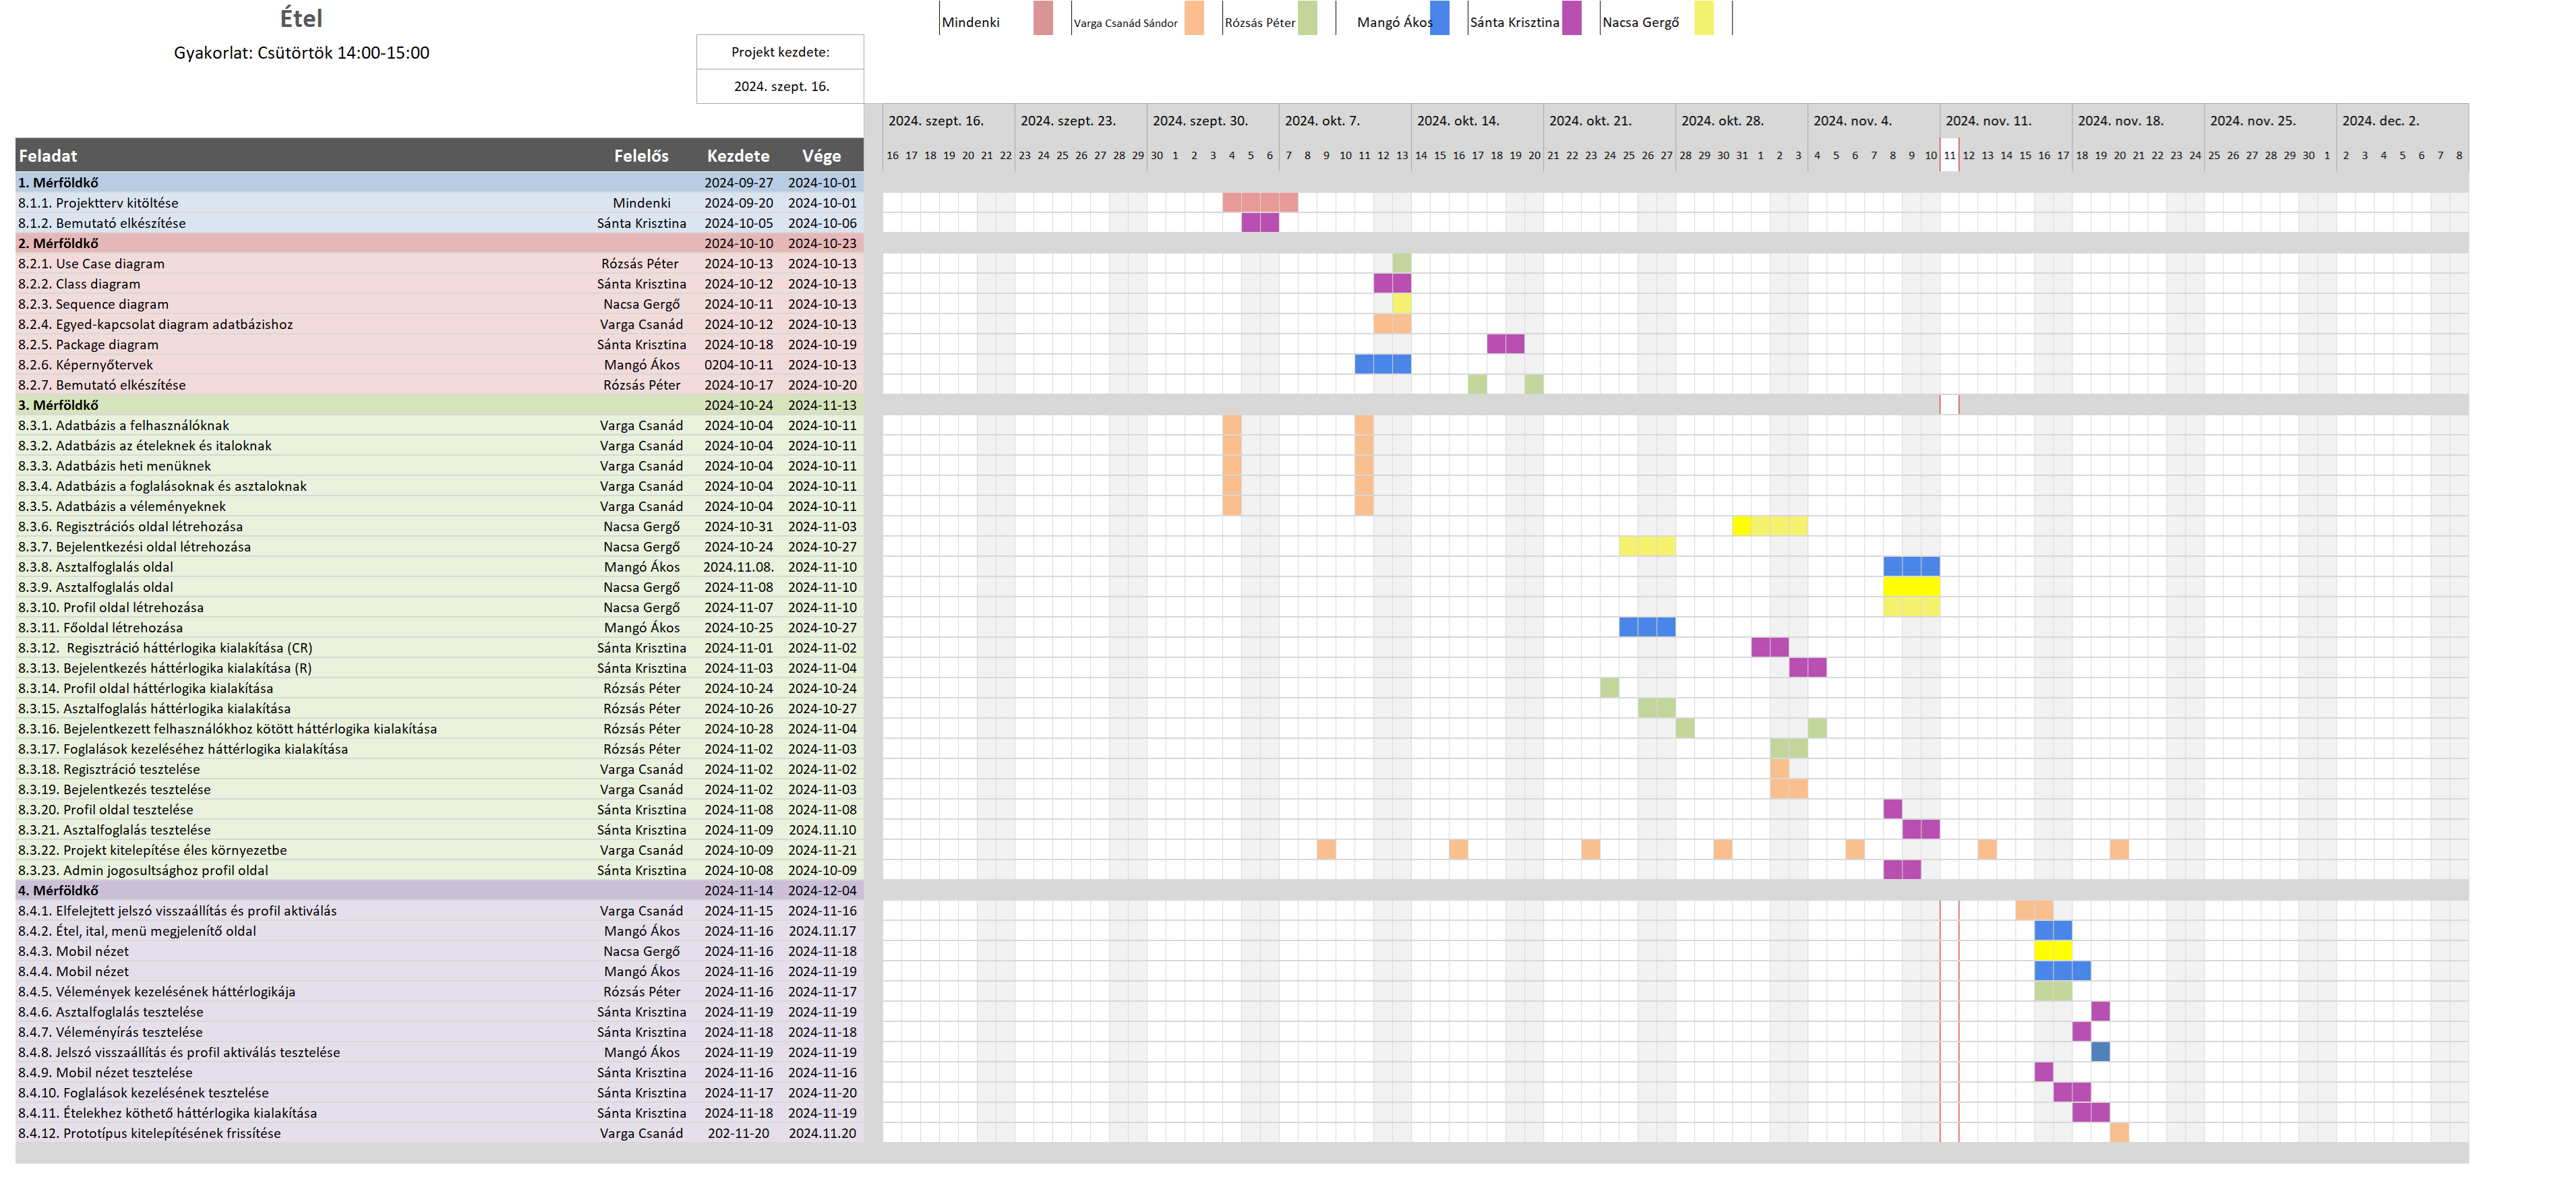 Étel
Mindenki Varga Csanád Sándor Rózsás Péter Mangó Ákos Sánta Krisztina Nacsa Gergő
Gyakorlat: Csütörtök 14:00-15:00
Projekt kezdete:
2024. szept. 16.
2024. szept. 16. 2024. szept. 23. 2024. szept. 30. 2024. okt. 7. 2024. okt. 14. 2024. okt. 21. 2024. okt. 28. 2024. nov. 4. 2024. nov. 11. 2024. nov. 18. 2024. nov. 25. 2024. dec. 2.
Feladat Felelős Kezdete Vége 16 17 18 19 20 21 22 23 24 25 26 27 28 29 30 1 2 3 4 5 6 7 8 9 10 11 12 13 14 15 16 17 18 19 20 21 22 23 24 25 26 27 28 29 30 31 1 2 3 4 5 6 7 8 9 10 11 12 13 14 15 16 17 18 19 20 21 22 23 24 25 26 27 28 29 30 1 2 3 4 5 6 7 8
1. Mérföldkő 2024-09-27 2024-10-01
8.1.1. Projektterv kitöltése Mindenki 2024-09-20 2024-10-01
8.1.2. Bemutató elkészítése Sánta Krisztina 2024-10-05 2024-10-06
2. Mérföldkő 2024-10-10 2024-10-23
8.2.1. Use Case diagram Rózsás Péter 2024-10-13 2024-10-13
8.2.2. Class diagram Sánta Krisztina 2024-10-12 2024-10-13
8.2.3. Sequence diagram Nacsa Gergő 2024-10-11 2024-10-13
8.2.4. Egyed-kapcsolat diagram adatbázishoz Varga Csanád 2024-10-12 2024-10-13
8.2.5. Package diagram Sánta Krisztina 2024-10-18 2024-10-19
8.2.6. Képernyőtervek Mangó Ákos 0204-10-11 2024-10-13
8.2.7. Bemutató elkészítése Rózsás Péter 2024-10-17 2024-10-20
3. Mérföldkő 2024-10-24 2024-11-13
8.3.1. Adatbázis a felhasználóknak Varga Csanád 2024-10-04 2024-10-11
8.3.2. Adatbázis az ételeknek és italoknak Varga Csanád 2024-10-04 2024-10-11
8.3.3. Adatbázis heti menüknek Varga Csanád 2024-10-04 2024-10-11
8.3.4. Adatbázis a foglalásoknak és asztaloknak Varga Csanád 2024-10-04 2024-10-11
8.3.5. Adatbázis a véleményeknek Varga Csanád 2024-10-04 2024-10-11
8.3.6. Regisztrációs oldal létrehozása Nacsa Gergő 2024-10-31 2024-11-03
8.3.7. Bejelentkezési oldal létrehozása Nacsa Gergő 2024-10-24 2024-10-27
8.3.8. Asztalfoglalás oldal Mangó Ákos 2024.11.08. 2024-11-10
8.3.9. Asztalfoglalás oldal Nacsa Gergő 2024-11-08 2024-11-10
8.3.10. Profil oldal létrehozása Nacsa Gergő 2024-11-07 2024-11-10
8.3.11. Főoldal létrehozása Mangó Ákos 2024-10-25 2024-10-27
8.3.12. Regisztráció háttérlogika kialakítása (CR) Sánta Krisztina 2024-11-01 2024-11-02
8.3.13. Bejelentkezés háttérlogika kialakítása (R) Sánta Krisztina 2024-11-03 2024-11-04
8.3.14. Profil oldal háttérlogika kialakítása Rózsás Péter 2024-10-24 2024-10-24
8.3.15. Asztalfoglalás háttérlogika kialakítása Rózsás Péter 2024-10-26 2024-10-27
8.3.16. Bejelentkezett felhasználókhoz kötött háttérlogika kialakítása Rózsás Péter 2024-10-28 2024-11-04
8.3.17. Foglalások kezeléséhez háttérlogika kialakítása Rózsás Péter 2024-11-02 2024-11-03
8.3.18. Regisztráció tesztelése Varga Csanád 2024-11-02 2024-11-02
8.3.19. Bejelentkezés tesztelése Varga Csanád 2024-11-02 2024-11-03
8.3.20. Profil oldal tesztelése Sánta Krisztina 2024-11-08 2024-11-08
8.3.21. Asztalfoglalás tesztelése Sánta Krisztina 2024-11-09 2024.11.10
8.3.22. Projekt kitelepítése éles környezetbe Varga Csanád 2024-10-09 2024-11-21
8.3.23. Admin jogosultsághoz profil oldal Sánta Krisztina 2024-10-08 2024-10-09
4. Mérföldkő 2024-11-14 2024-12-04
8.4.1. Elfelejtett jelszó visszaállítás és profil aktiválás Varga Csanád 2024-11-15 2024-11-16
8.4.2. Étel, ital, menü megjelenítő oldal Mangó Ákos 2024-11-16 2024.11.17
8.4.3. Mobil nézet Nacsa Gergő 2024-11-16 2024-11-18
8.4.4. Mobil nézet Mangó Ákos 2024-11-16 2024-11-19
8.4.5. Vélemények kezelésének háttérlogikája Rózsás Péter 2024-11-16 2024-11-17
8.4.6. Asztalfoglalás tesztelése Sánta Krisztina 2024-11-19 2024-11-19
8.4.7. Véleményírás tesztelése Sánta Krisztina 2024-11-18 2024-11-18
8.4.8. Jelszó visszaállítás és profil aktiválás tesztelése Mangó Ákos 2024-11-19 2024-11-19
8.4.9. Mobil nézet tesztelése Sánta Krisztina 2024-11-16 2024-11-16
8.4.10. Foglalások kezelésének tesztelése Sánta Krisztina 2024-11-17 2024-11-20
8.4.11. Ételekhez köthető háttérlogika kialakítása Sánta Krisztina 2024-11-18 2024-11-19
8.4.12. Prototípus kitelepítésének frissítése Varga Csanád 202-11-20 2024.11.20